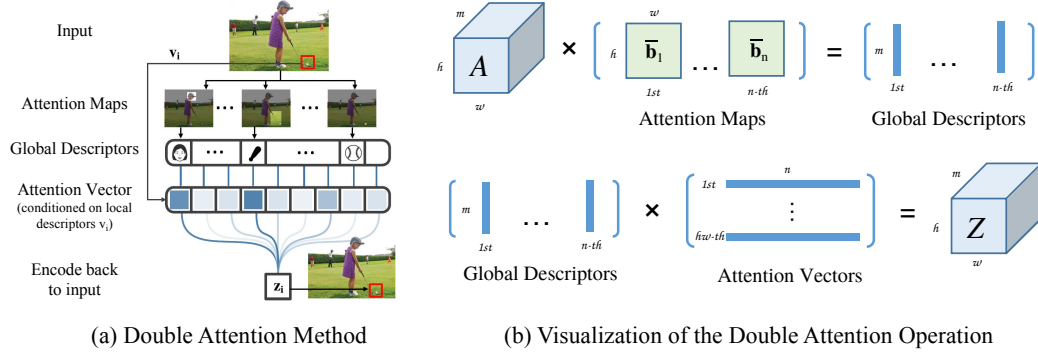 Input
v_i
Attention Maps
... ...
Global Descriptors
... ...
Attention Vector
(conditioned on local
descriptors v_i)
Encode back
to input
z_i
(a) Double Attention Method
m
h
A
w
×
w
h
b̅_1
...
b̅_n
1st
n-th
Attention Maps
=
m
...
1st
n-th
Global Descriptors
m
...
1st
n-th
Global Descriptors
×
n
1st
⋮
hw-th
Attention Vectors
=
m
h
Z
w
(b) Visualization of the Double Attention Operation